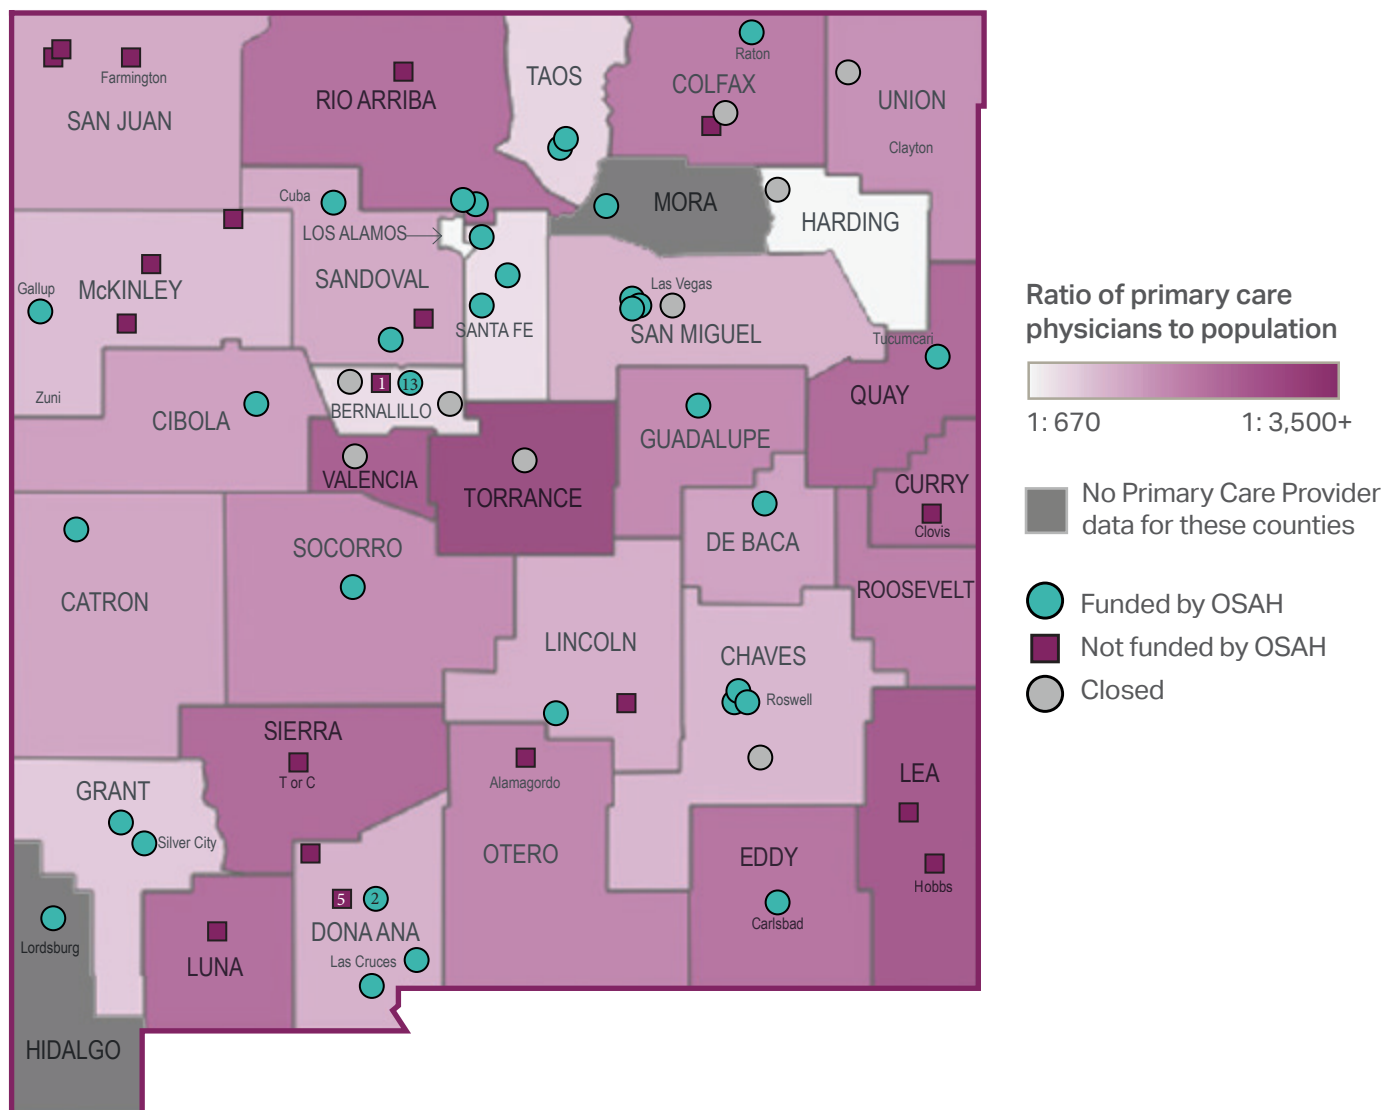 Raton
TAOS
Farmington
COLFAX
RIO ARRIBA
UNION
SAN JUAN
Clayton
Cuba
MORA
HARDING
LOS ALAMOS
SANDOVAL
Gallup
McKINLEY
Las Vegas
SANTA FE
SAN MIGUEL
Tucumcari
1
13
Zuni
BERNALILLO
QUAY
CIBOLA
GUADALUPE
VALENCIA
CURRY
TORRANCE
Clovis
SOCORRO
DE BACA
CATRON
ROOSEVELT
LINCOLN
CHAVES
Roswell
SIERRA
T or C
Alamagordo
LEA
GRANT
Silver City
OTERO
EDDY
Hobbs
5
2
Carlsbad
DONA ANA
Lordsburg
Las Cruces
LUNA
HIDALGO
Ratio of primary care
physicians to population
1: 670
1: 3,500+
No Primary Care Provider
data for these counties
Funded by OSAH
Not funded by OSAH
Closed